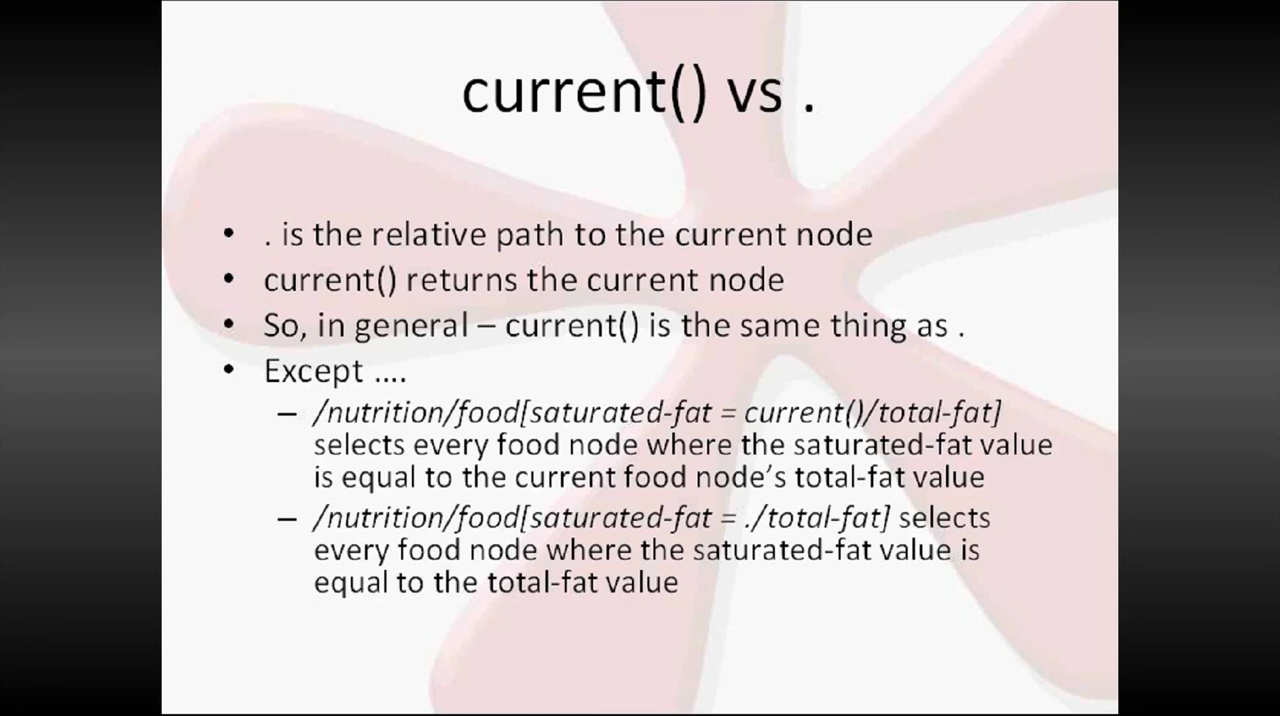 current() vs .
• . is the relative path to the current node
• current() returns the current node
• So, in general – current() is the same thing as .
• Except ….
– /nutrition/food[saturated-fat = current()/total-fat]
selects every food node where the saturated-fat value
is equal to the current food node’s total-fat value
– /nutrition/food[saturated-fat = ./total-fat] selects
every food node where the saturated-fat value is
equal to the total-fat value